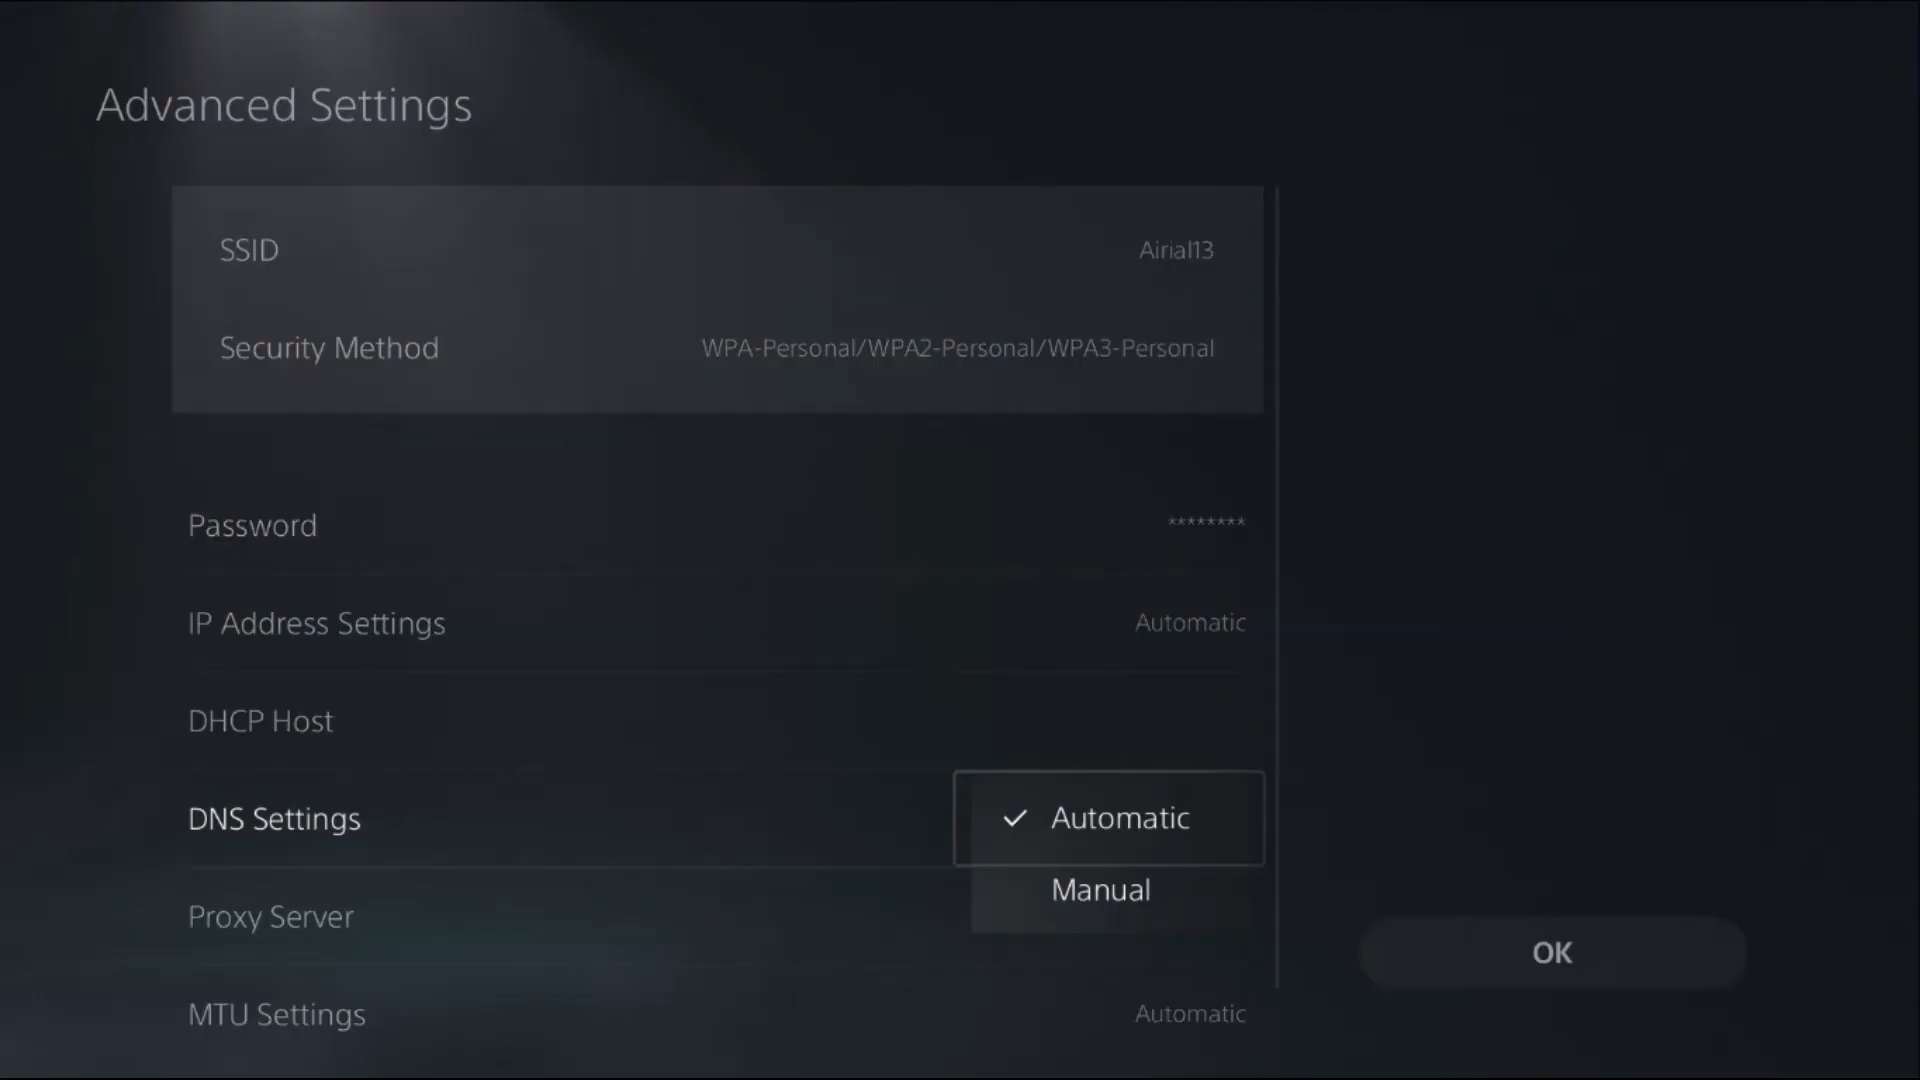 Advanced Settings
SSID Airial13
Security Method WPA-Personal/WPA2-Personal/WPA3-Personal
Password ********
IP Address Settings Automatic
DHCP Host
DNS Settings ✓ Automatic
Manual
Proxy Server
OK
MTU Settings Automatic